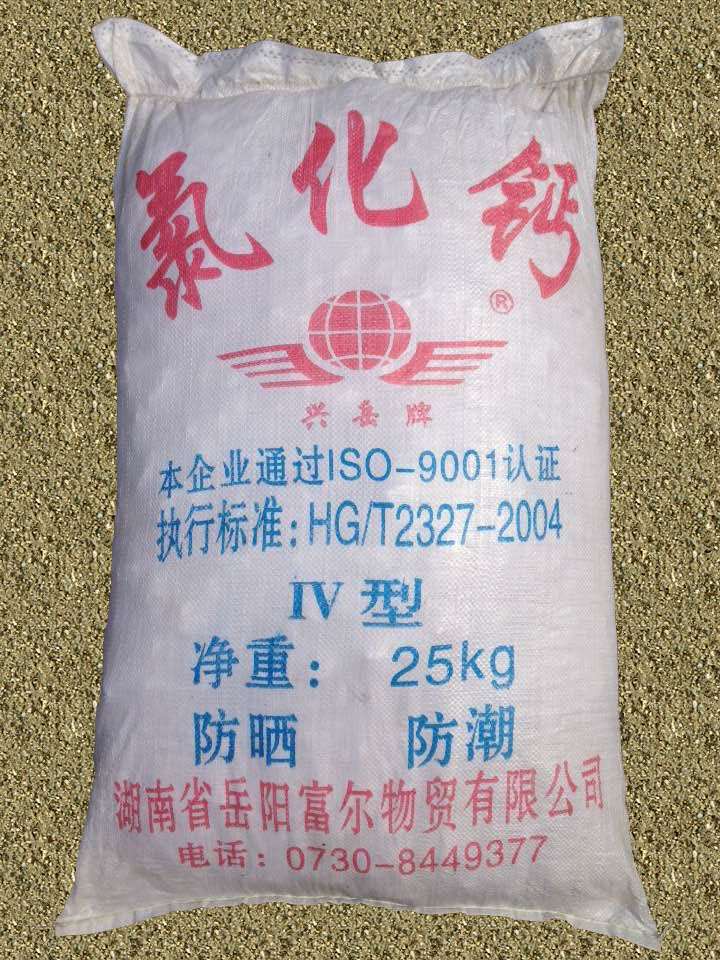 氯化钙
®
兴岳牌
本企业通过ISO-9001认证
执行标准:HG/T2327-2004
IV型
净重: 25kg
防晒 防潮
湖南省岳阳富尔物贸有限公司
电话:0730-8449377